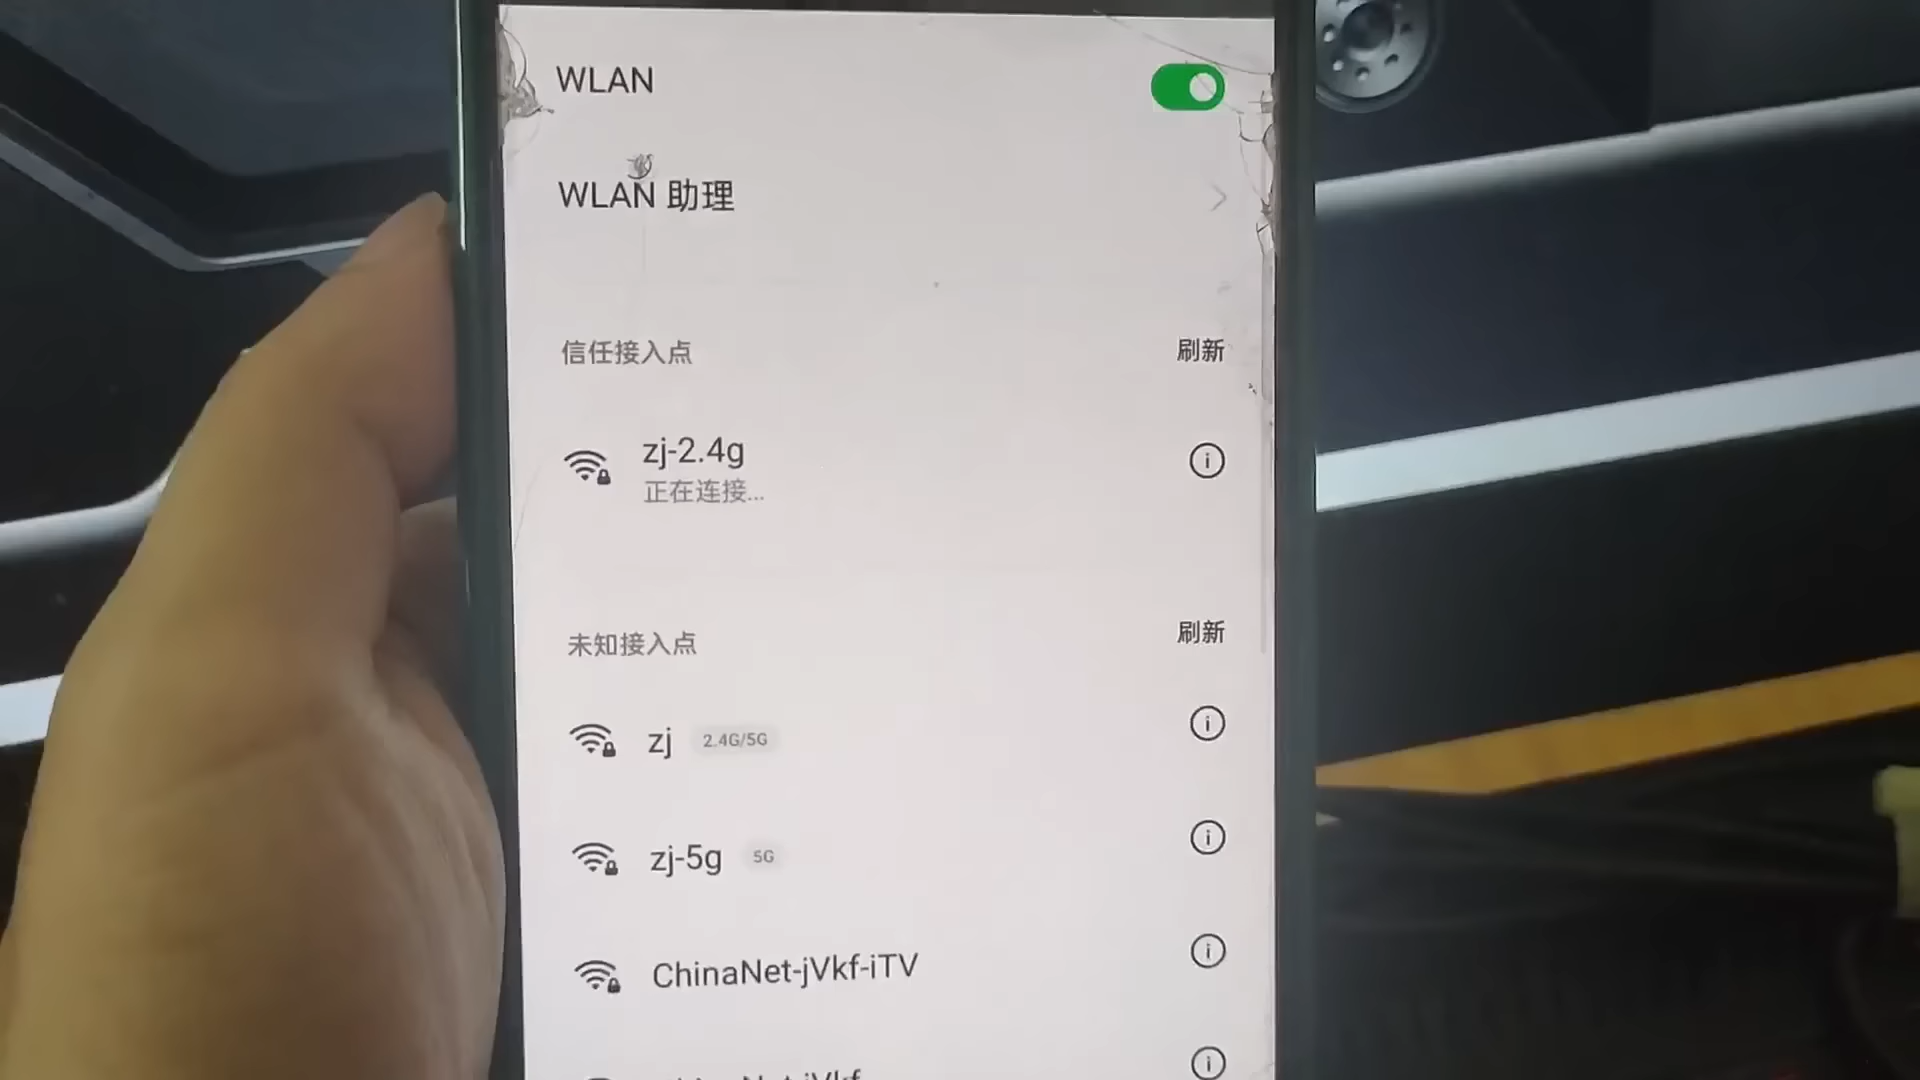 WLAN
WLAN 助理
信任接入点
刷新
zj-2.4g
正在连接...
未知接入点
刷新
zj
2.4G/5G
zj-5g
5G
ChinaNet-jVkf-iTV